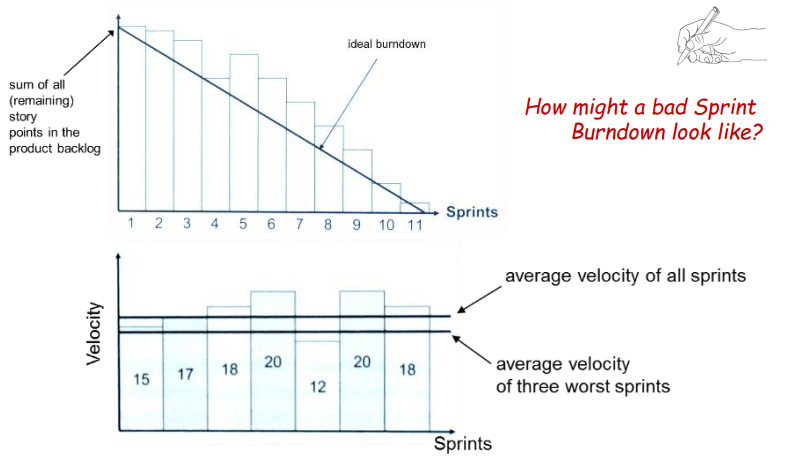 ideal burndown
sum of all
(remaining)
story
points in the
product backlog
How might a bad Sprint
Burndown look like?
Sprints
1 2 3 4 5 6 7 8 9 10 11
average velocity of all sprints
Velocity
15 17 18 20 12 20 18
average velocity
of three worst sprints
Sprints